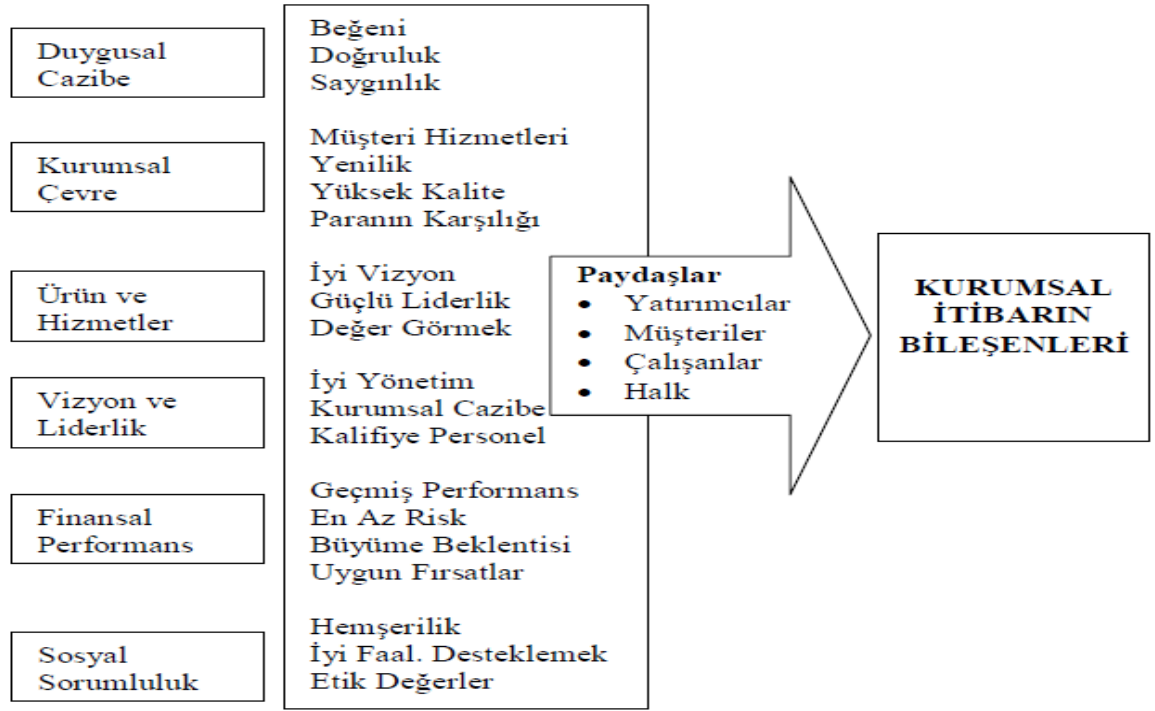 Duygusal
Cazibe
Kurumsal
Çevre
Ürün ve
Hizmetler
Vizyon ve
Liderlik
Finansal
Performans
Sosyal
Sorumluluk
Beğeni
Doğruluk
Saygınlık
Müşteri Hizmetleri
Yenilik
Yüksek Kalite
Paranın Karşılığı
İyi Vizyon
Güçlü Liderlik
Değer Görmek
İyi Yönetim
Kurumsal Cazibe
Kalifiye Personel
Geçmiş Performans
En Az Risk
Büyüme Beklentisi
Uygun Fırsatlar
Hemşerilik
İyi Faal. Desteklemek
Etik Değerler
Paydaşlar
• Yatırımcılar
• Müşteriler
• Çalışanlar
• Halk
KURUMSAL
İTİBARIN
BİLEŞENLERİ